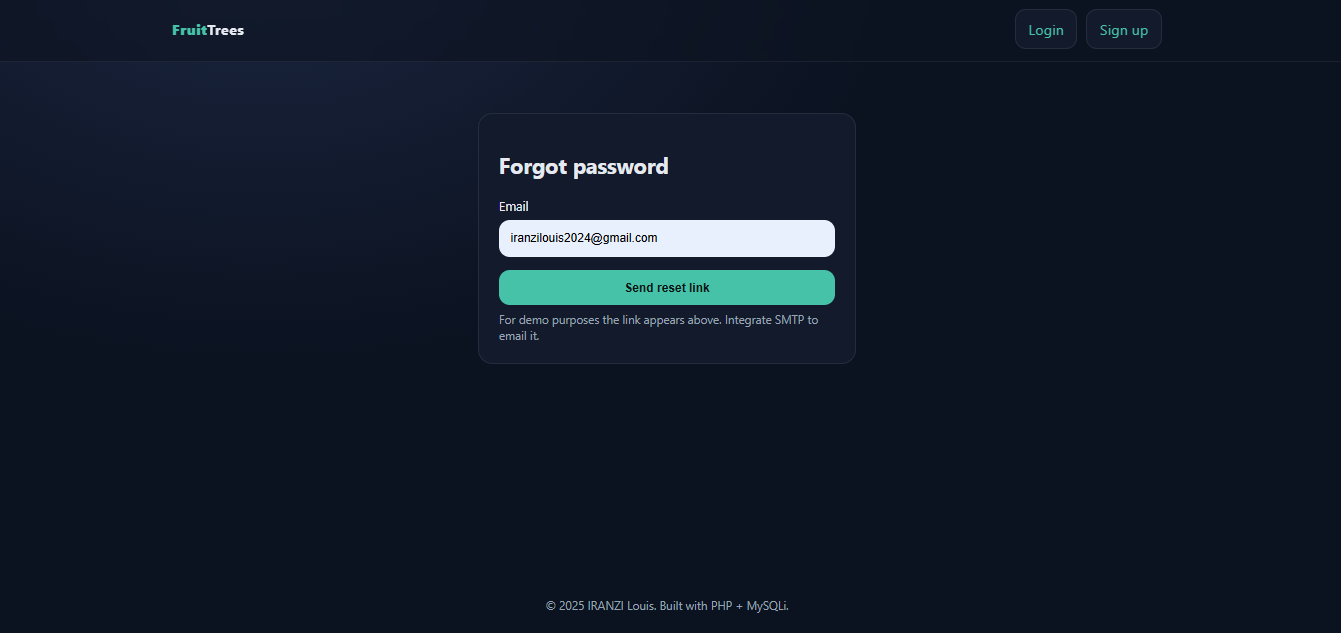 FruitTrees
Login
Sign up
Forgot password
Email
iranzilouis2024@gmail.com
Send reset link
For demo purposes the link appears above. Integrate SMTP to
email it.
© 2025 IRANZI Louis. Built with PHP + MySQLi.